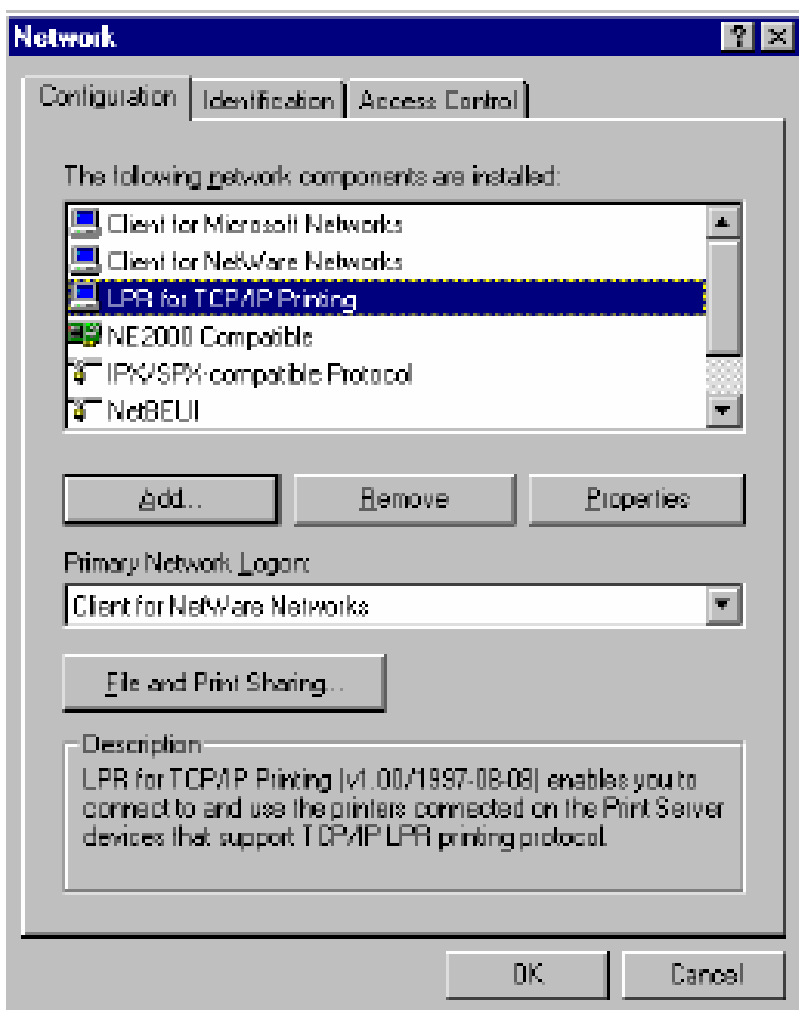 Network
Configuration
Identification
Access Control
The following network components are installed:
Client for Microsoft Networks
Client for NetWare Networks
LPR for TCP/IP Printing
NE2000 Compatible
IPX/SPX-compatible Protocol
NetBEUI
Add...
Remove
Properties
Primary Network Logon:
Client for NetWare Networks
File and Print Sharing...
Description
LPR for TCP/IP Printing (v1.00/1997-08-08) enables you to
connect to and use the printers connected on the Print Server
devices that support TCP/IP LPR printing protocol.
OK
Cancel